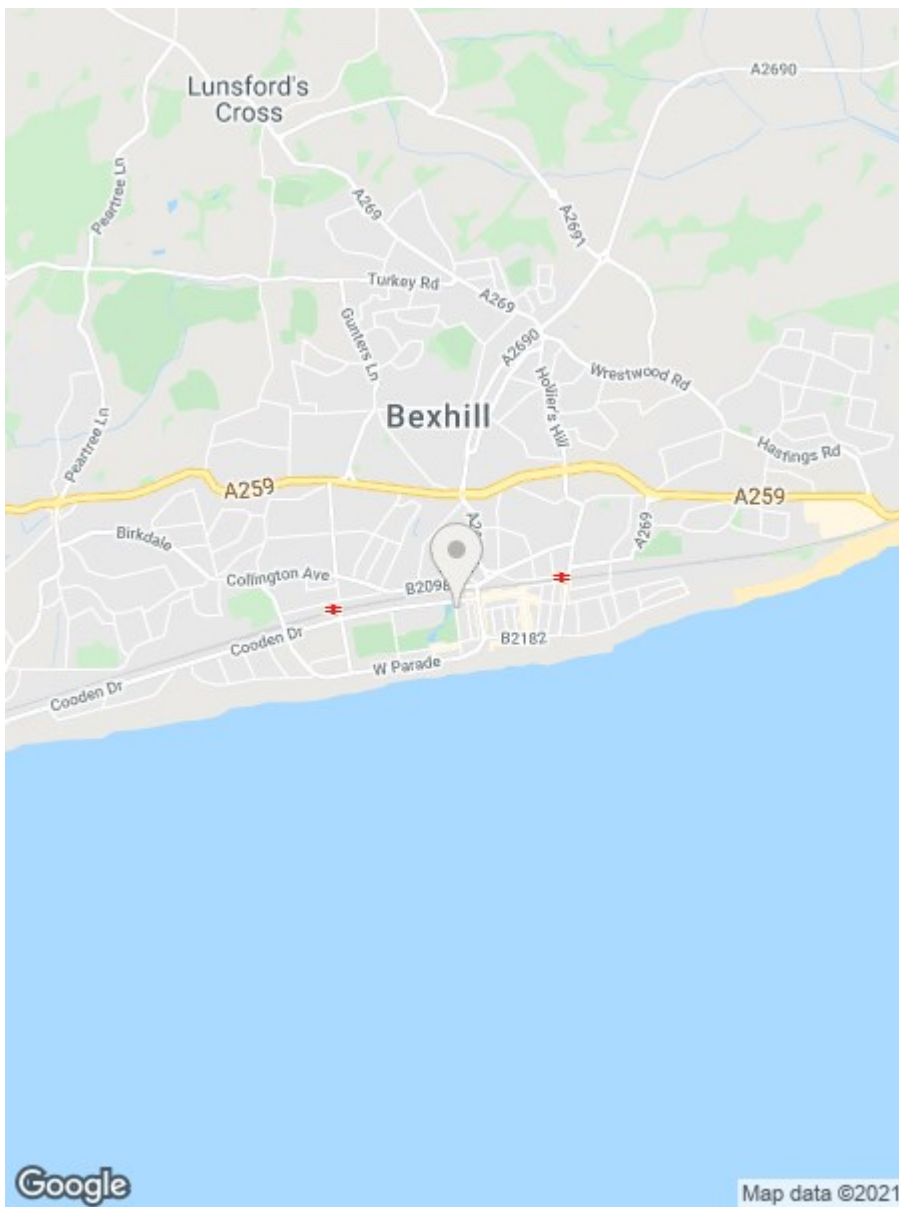 Lunsford's
Cross
A2690
Peartree Ln
A269
A2691
Turkey Rd
A269
Gunters Ln
A2690
Hollier's Hill
Wrestwood Rd
Bexhill
Hastings Rd
Peartree Ln
A259
A259
Birkdale
A269
Collington Ave
B2098
Cooden Dr
B2182
W Parade
Cooden Dr
Google
Map data ©2021